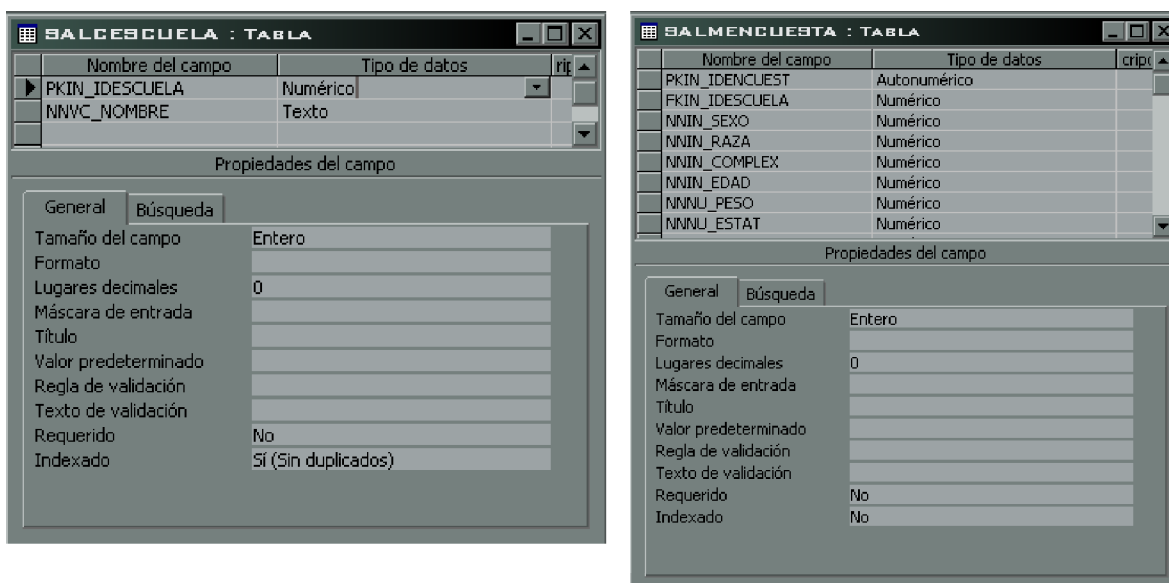 SALCESCUELA : TABLA
Nombre del campo Tipo de datos rip
PKIN_IDESCUELA Numérico
NNVC_NOMBRE Texto
Propiedades del campo
General Búsqueda
Tamaño del campo Entero
Formato
Lugares decimales 0
Máscara de entrada
Título
Valor predeterminado
Regla de validación
Texto de validación
Requerido No
Indexado Sí (Sin duplicados)
SALMENCUESTA : TABLA
Nombre del campo Tipo de datos cripc
PKIN_IDENCUEST Autonumérico
FKIN_IDESCUELA Numérico
NNIN_SEXO Numérico
NNIN_RAZA Numérico
NNIN_COMPLEX Numérico
NNIN_EDAD Numérico
NNNU_PESO Numérico
NNNU_ESTAT Numérico
Propiedades del campo
General Búsqueda
Tamaño del campo Entero
Formato
Lugares decimales 0
Máscara de entrada
Título
Valor predeterminado
Regla de validación
Texto de validación
Requerido No
Indexado No